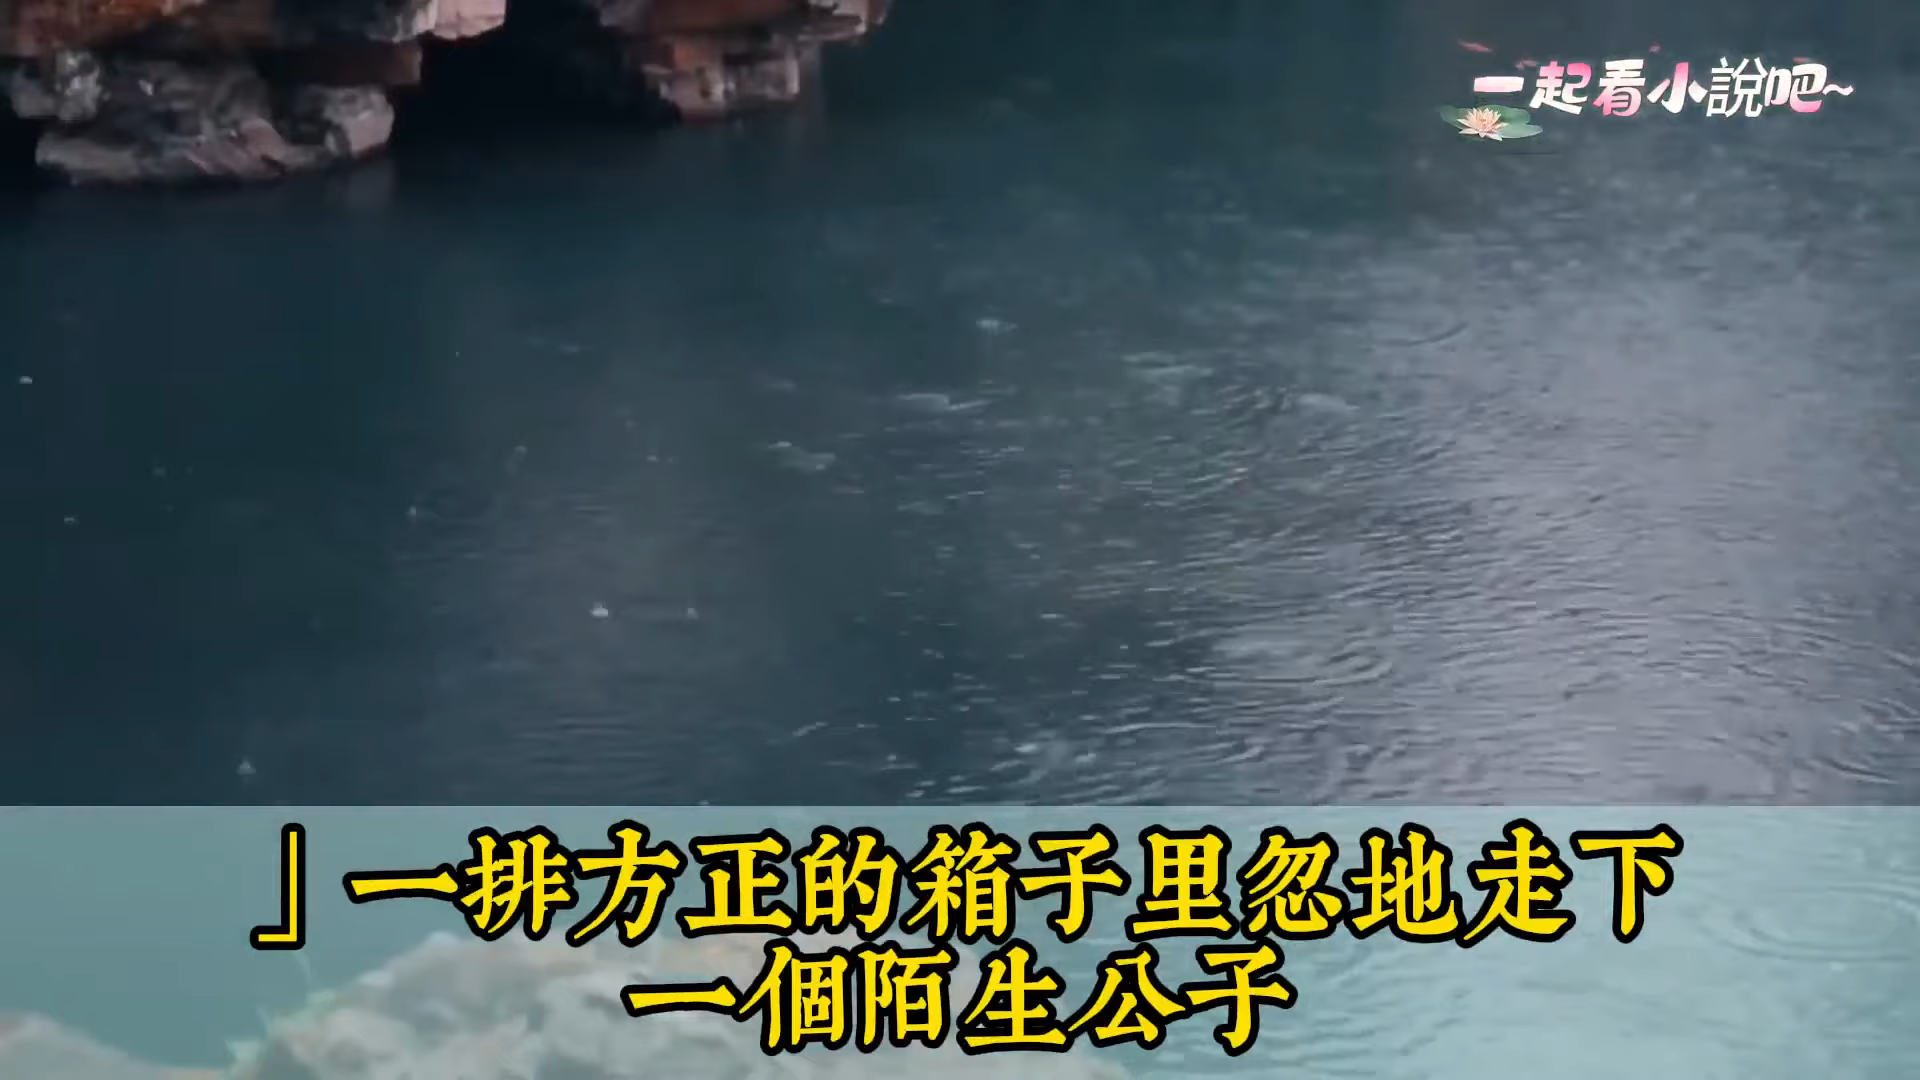 一起看小說吧~
」一排方正的箱子里忽地走下
一個陌生公子